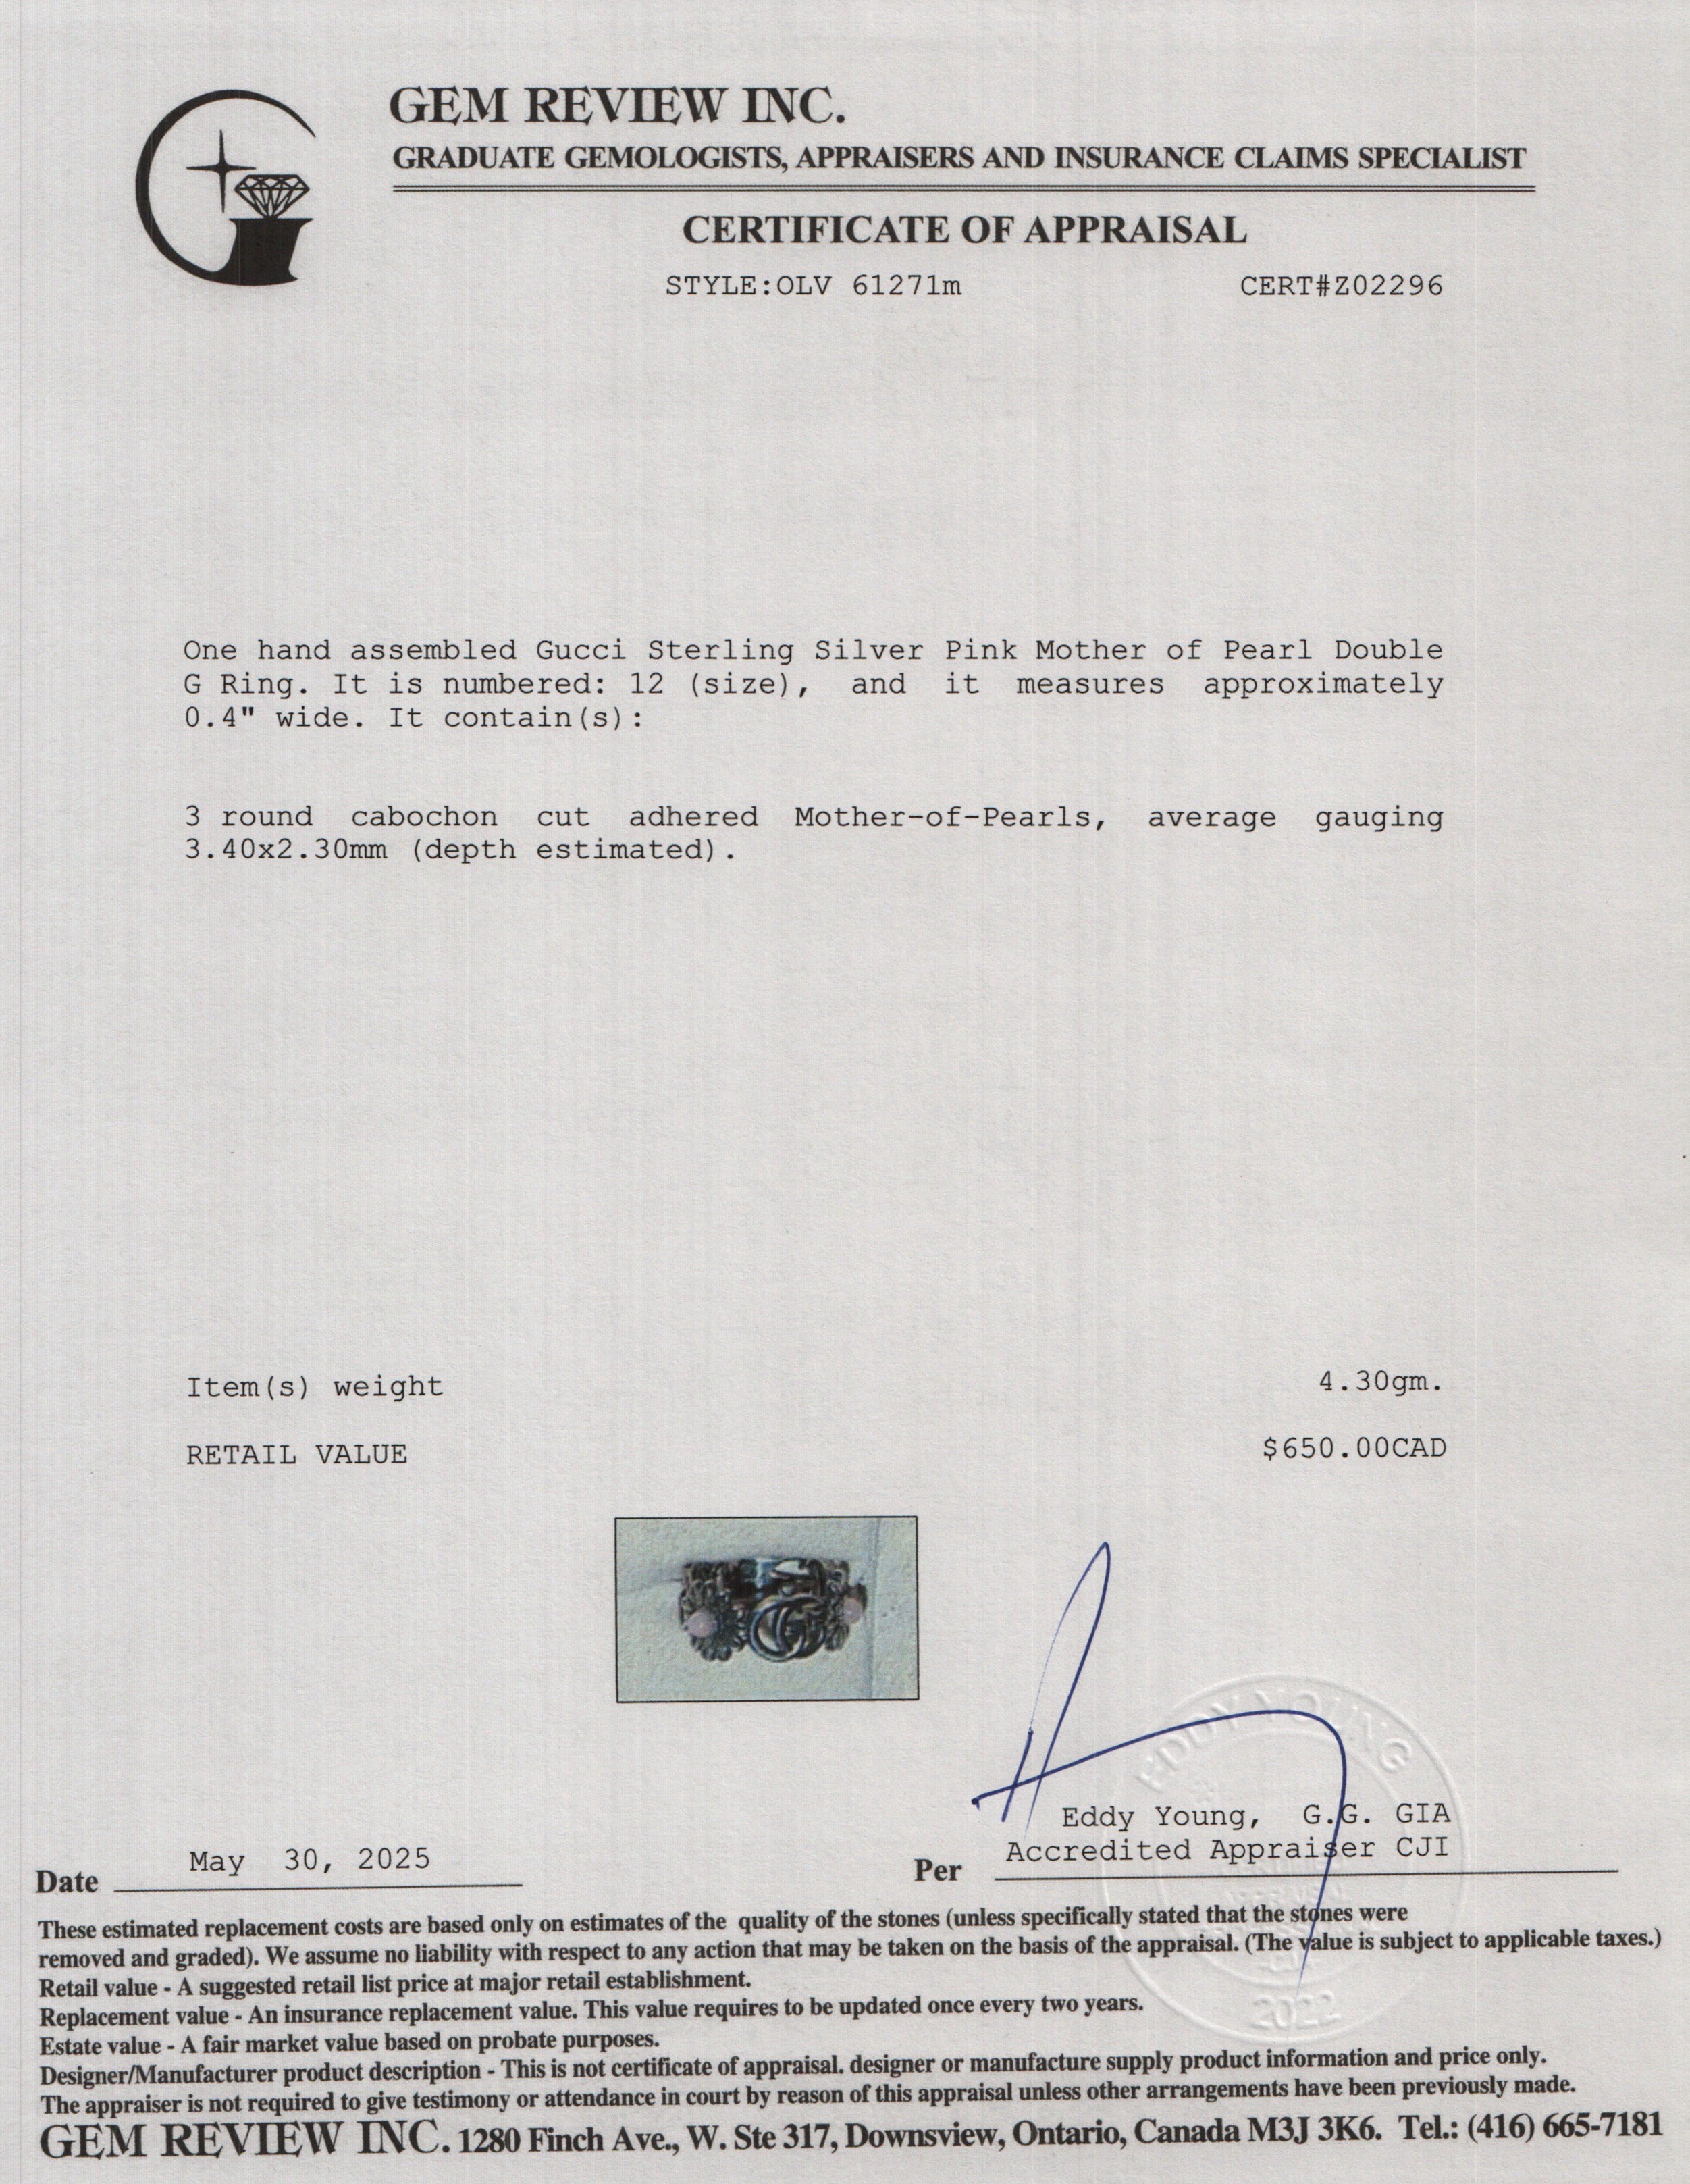 GEM REVIEW INC.
GRADUATE GEMOLOGISTS, APPRAISERS AND INSURANCE CLAIMS SPECIALIST
CERTIFICATE OF APPRAISAL
STYLE:OLV 61271m CERT#Z02296
One hand assembled Gucci Sterling Silver Pink Mother of Pearl Double
G Ring. It is numbered: 12 (size), and it measures approximately
0.4" wide. It contain(s):
3 round cabochon cut adhered Mother-of-Pearls, average gauging
3.40x2.30mm (depth estimated).
Item(s) weight 4.30gm.
RETAIL VALUE $650.00CAD
EDDY YOUNG
Eddy Young, G.G. GIA
Accredited Appraiser CJI
Date May 30, 2025 Per
These estimated replacement costs are based only on estimates of the quality of the stones (unless specifically stated that the stones were
removed and graded). We assume no liability with respect to any action that may be taken on the basis of the appraisal. (The value is subject to applicable taxes.)
Retail value - A suggested retail list price at major retail establishment.
Replacement value - An insurance replacement value. This value requires to be updated once every two years.
2022
Estate value - A fair market value based on probate purposes.
Designer/Manufacturer product description - This is not certificate of appraisal. designer or manufacture supply product information and price only.
The appraiser is not required to give testimony or attendance in court by reason of this appraisal unless other arrangements have been previously made.
GEM REVIEW INC. 1280 Finch Ave., W. Ste 317, Downsview, Ontario, Canada M3J 3K6. Tel.: (416) 665-7181